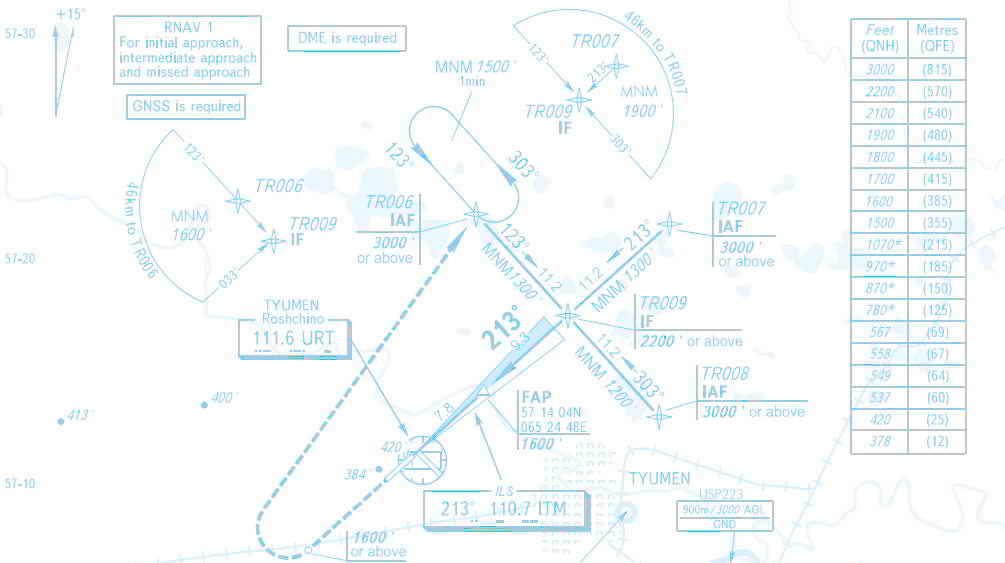 57-30
+15°
RNAV 1
For initial approach,
intermediate approach
and missed approach
GNSS is required
DME is required
MNM 1500'
1min
123°
303°
46km to TR007
TR007
123°
213°
TR009
IF
MNM
1900'
303°
46km to TR006
123°
TR006
MNM
1600'
TR009
IF
033°
TR006
IAF
3000'
or above
123°
11.2
MNM1300'
TR007
IAF
3000'
or above
213°
11.2
MNM 1300'
TR009
IF
2200' or above
11.2
303°
MNM 1200'
TR008
IAF
3000' or above
57-20
TYUMEN
Roshchino
111.6 URT
213°
9.3
7.8
FAP
57 14 04N
065 24 48E
1600'
413'
400'
420
384'
57-10
ILS
213° 110.7 ITM
1600'
or above
TYUMEN
USP223
900m/3000 AGL
GND
Feet Metres
(QNH) (QFE)
3000 (815)
2200 (570)
2100 (540)
1900 (480)
1800 (445)
1700 (415)
1600 (385)
1500 (355)
1070* (215)
970* (185)
870* (150)
780* (125)
567 (69)
558 (67)
549 (64)
537 (60)
420 (25)
378 (12)